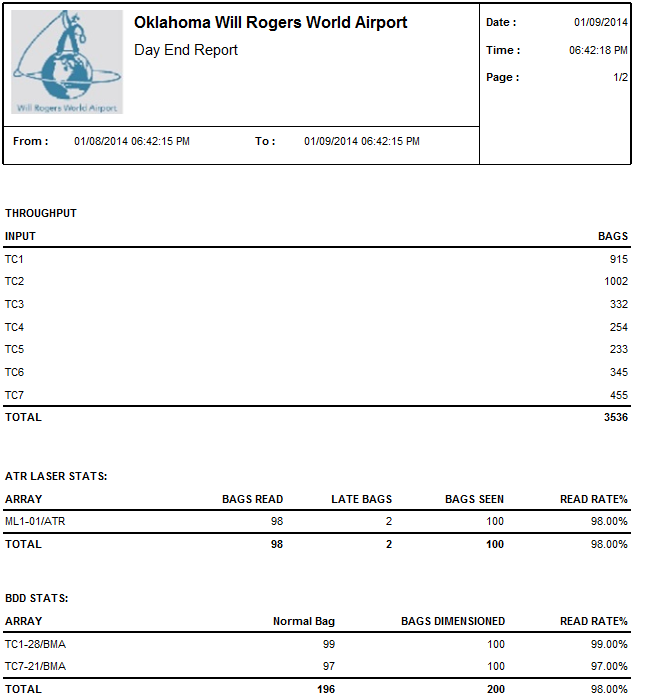 Will Rogers World Airport
Oklahoma Will Rogers World Airport
Day End Report
Date : 01/09/2014
Time : 06:42:18 PM
Page : 1/2
From : 01/08/2014 06:42:15 PM To : 01/09/2014 06:42:15 PM
THROUGHPUT
INPUT BAGS
TC1 915
TC2 1002
TC3 332
TC4 254
TC5 233
TC6 345
TC7 455
TOTAL 3536
ATR LASER STATS:
ARRAY BAGS READ LATE BAGS BAGS SEEN READ RATE%
ML1-01/ATR 98 2 100 98.00%
TOTAL 98 2 100 98.00%
BDD STATS:
ARRAY Normal Bag BAGS DIMENSIONED READ RATE%
TC1-28/BMA 99 100 99.00%
TC7-21/BMA 97 100 97.00%
TOTAL 196 200 98.00%